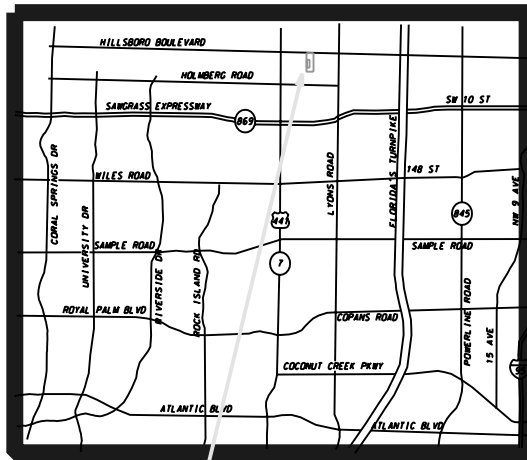 HILLSBORO BOULEVARD
HOLMBERG ROAD
SAWGRASS EXPRESSWAY
SW 10 ST
869
FLORIDA'S TURNPIKE
CORAL SPRINGS DR
WILES ROAD
LYONS ROAD
148 ST
NW 9 AVE
UNIVERSITY DR
441
845
SAMPLE ROAD
SAMPLE ROAD
RIVERSIDE DR
ROCK ISLAND RD
7
ROYAL PALM BLVD
COPANS ROAD
POWERLINE ROAD
15 AVE
COCONUT CREEK PKWY
ATLANTIC BLVD
ATLANTIC BLVD